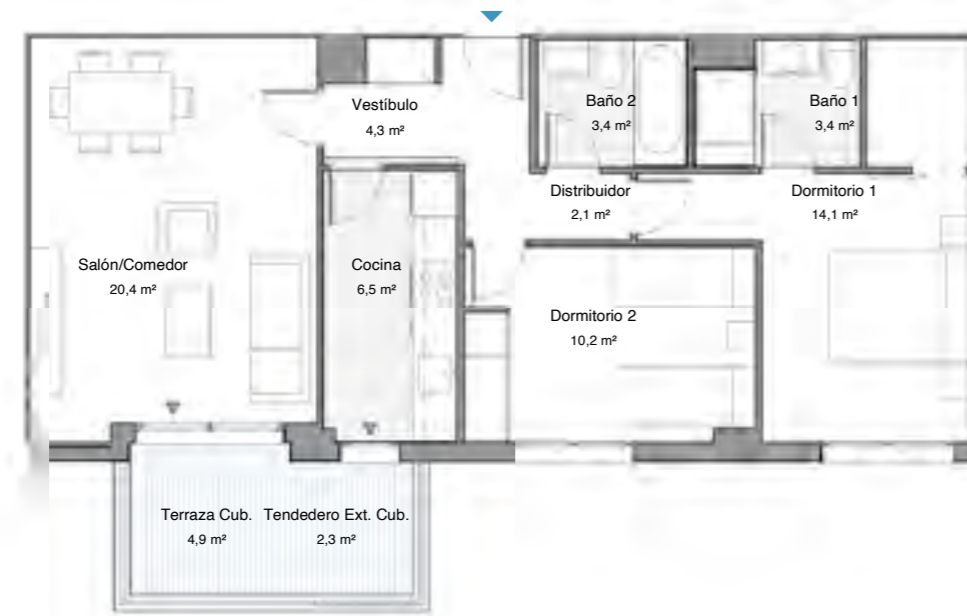 Vestíbulo
4,3 m²
Baño 2
3,4 m²
Baño 1
3,4 m²
Distribuidor
2,1 m²
Dormitorio 1
14,1 m²
Salón/Comedor
20,4 m²
Cocina
6,5 m²
Dormitorio 2
10,2 m²
Terraza Cub.
4,9 m²
Tendedero Ext. Cub.
2,3 m²